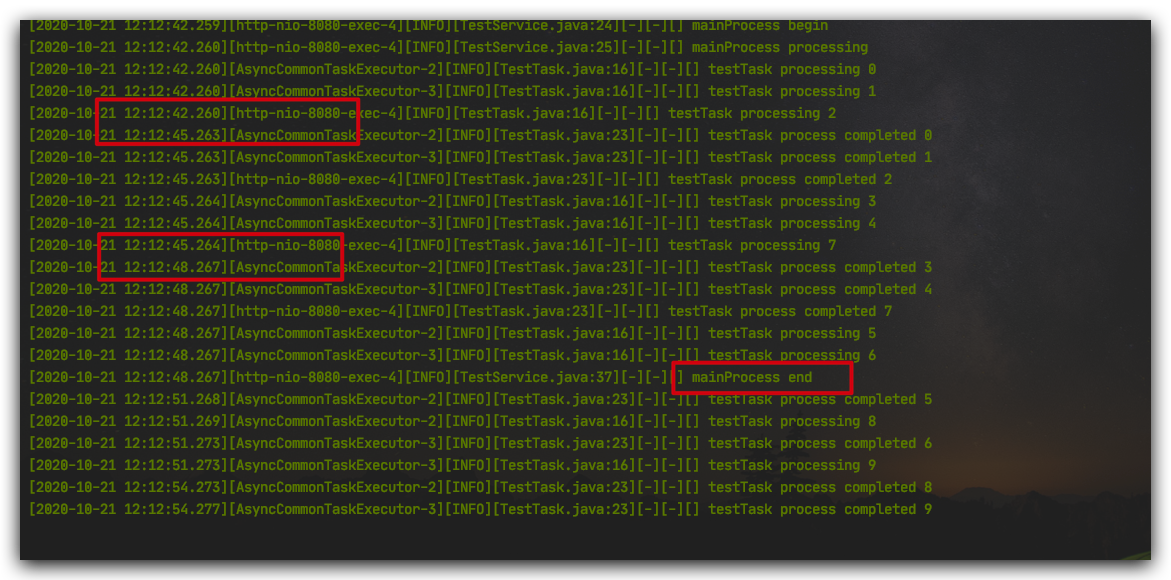 [2020-10-21 12:12:42.259][http-nio-8080-exec-4][INFO][TestService.java:24][-][-][] mainProcess begin
[2020-10-21 12:12:42.260][http-nio-8080-exec-4][INFO][TestService.java:25][-][-][] mainProcess processing
[2020-10-21 12:12:42.260][AsyncCommonTaskExecutor-2][INFO][TestTask.java:16][-][-][] testTask processing 0
[2020-10-21 12:12:42.260][AsyncCommonTaskExecutor-3][INFO][TestTask.java:16][-][-][] testTask processing 1
[2020-10-21 12:12:42.260][http-nio-8080-exec-4][INFO][TestTask.java:16][-][-][] testTask processing 2
[2020-10-21 12:12:45.263][AsyncCommonTaskExecutor-2][INFO][TestTask.java:23][-][-][] testTask process completed 0
[2020-10-21 12:12:45.263][AsyncCommonTaskExecutor-3][INFO][TestTask.java:23][-][-][] testTask process completed 1
[2020-10-21 12:12:45.263][http-nio-8080-exec-4][INFO][TestTask.java:23][-][-][] testTask process completed 2
[2020-10-21 12:12:45.264][AsyncCommonTaskExecutor-2][INFO][TestTask.java:16][-][-][] testTask processing 3
[2020-10-21 12:12:45.264][AsyncCommonTaskExecutor-3][INFO][TestTask.java:16][-][-][] testTask processing 4
[2020-10-21 12:12:45.264][http-nio-8080-exec-4][INFO][TestTask.java:16][-][-][] testTask processing 7
[2020-10-21 12:12:48.267][AsyncCommonTaskExecutor-2][INFO][TestTask.java:23][-][-][] testTask process completed 3
[2020-10-21 12:12:48.267][AsyncCommonTaskExecutor-3][INFO][TestTask.java:23][-][-][] testTask process completed 4
[2020-10-21 12:12:48.267][http-nio-8080-exec-4][INFO][TestTask.java:23][-][-][] testTask process completed 7
[2020-10-21 12:12:48.267][AsyncCommonTaskExecutor-2][INFO][TestTask.java:16][-][-][] testTask processing 5
[2020-10-21 12:12:48.267][AsyncCommonTaskExecutor-3][INFO][TestTask.java:16][-][-][] testTask processing 6
[2020-10-21 12:12:48.267][http-nio-8080-exec-4][INFO][TestService.java:37][-][-][] mainProcess end
[2020-10-21 12:12:51.268][AsyncCommonTaskExecutor-2][INFO][TestTask.java:23][-][-][] testTask process completed 5
[2020-10-21 12:12:51.269][AsyncCommonTaskExecutor-2][INFO][TestTask.java:16][-][-][] testTask processing 8
[2020-10-21 12:12:51.273][AsyncCommonTaskExecutor-3][INFO][TestTask.java:23][-][-][] testTask process completed 6
[2020-10-21 12:12:51.273][AsyncCommonTaskExecutor-3][INFO][TestTask.java:16][-][-][] testTask processing 9
[2020-10-21 12:12:54.273][AsyncCommonTaskExecutor-2][INFO][TestTask.java:23][-][-][] testTask process completed 8
[2020-10-21 12:12:54.277][AsyncCommonTaskExecutor-3][INFO][TestTask.java:23][-][-][] testTask process completed 9